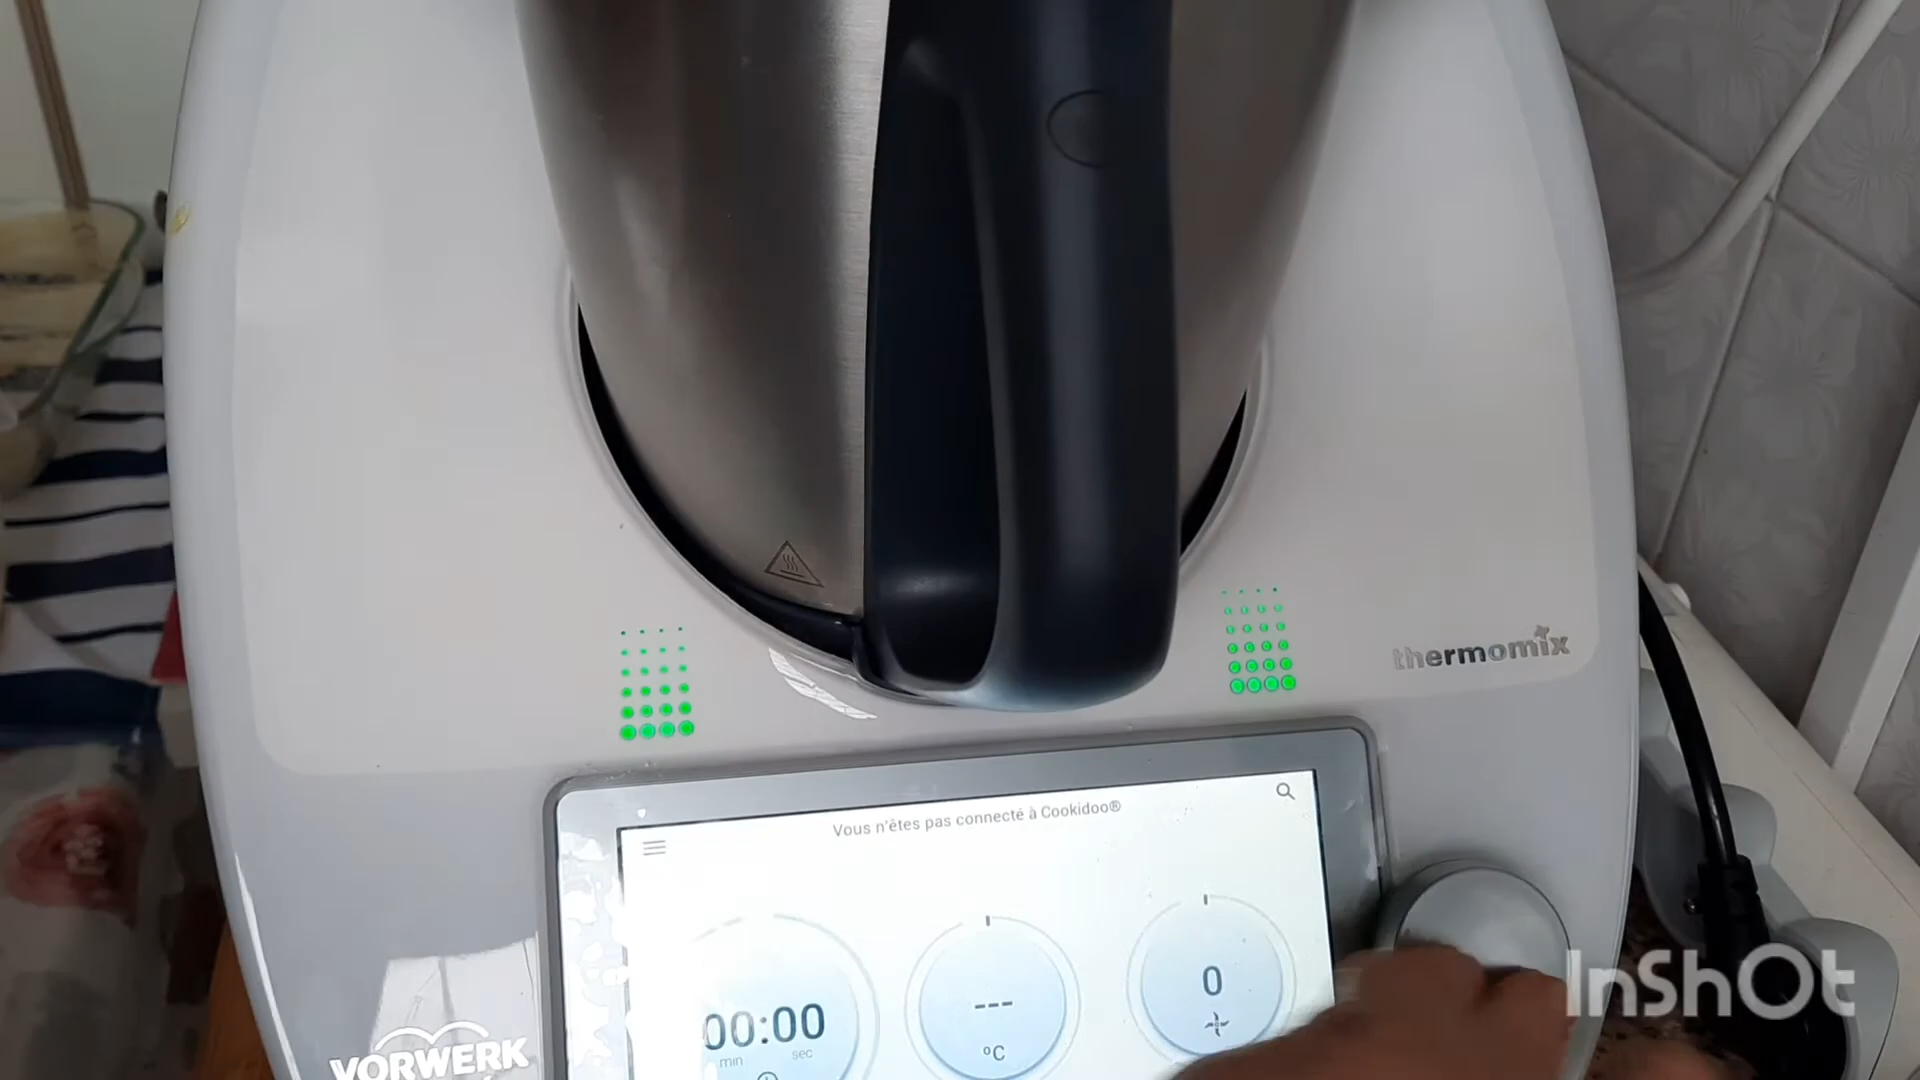 thermomix
Vous n'êtes pas connecté à Cookidoo®
00:00
min sec
---
°C
0
VORWERK
InShOt